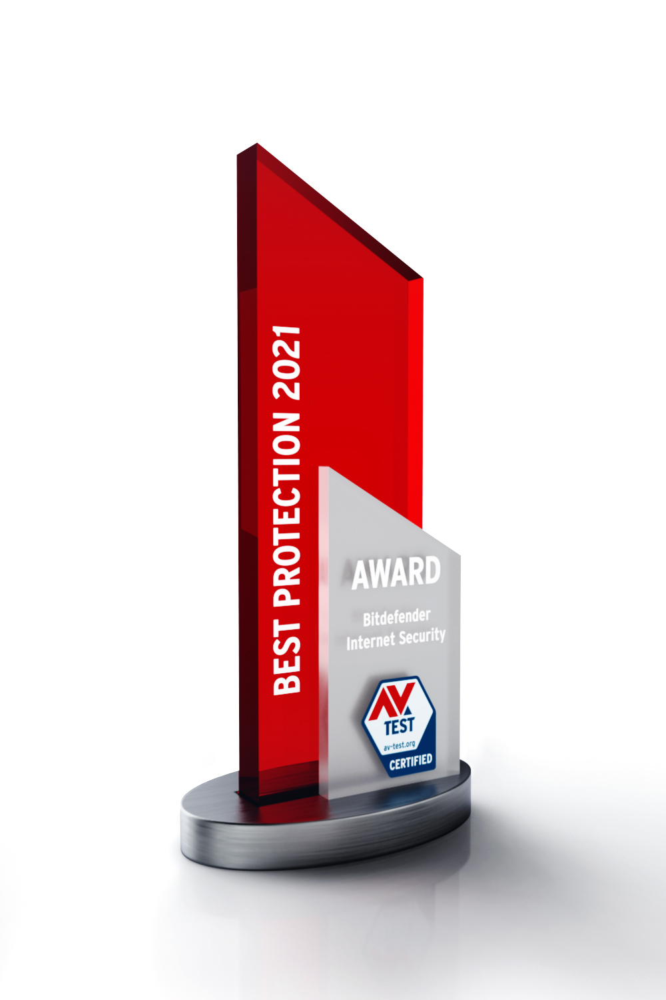 BEST PROTECTION 2021
AWARD
Bitdefender
Internet Security
AV
TEST
av-test.org
CERTIFIED